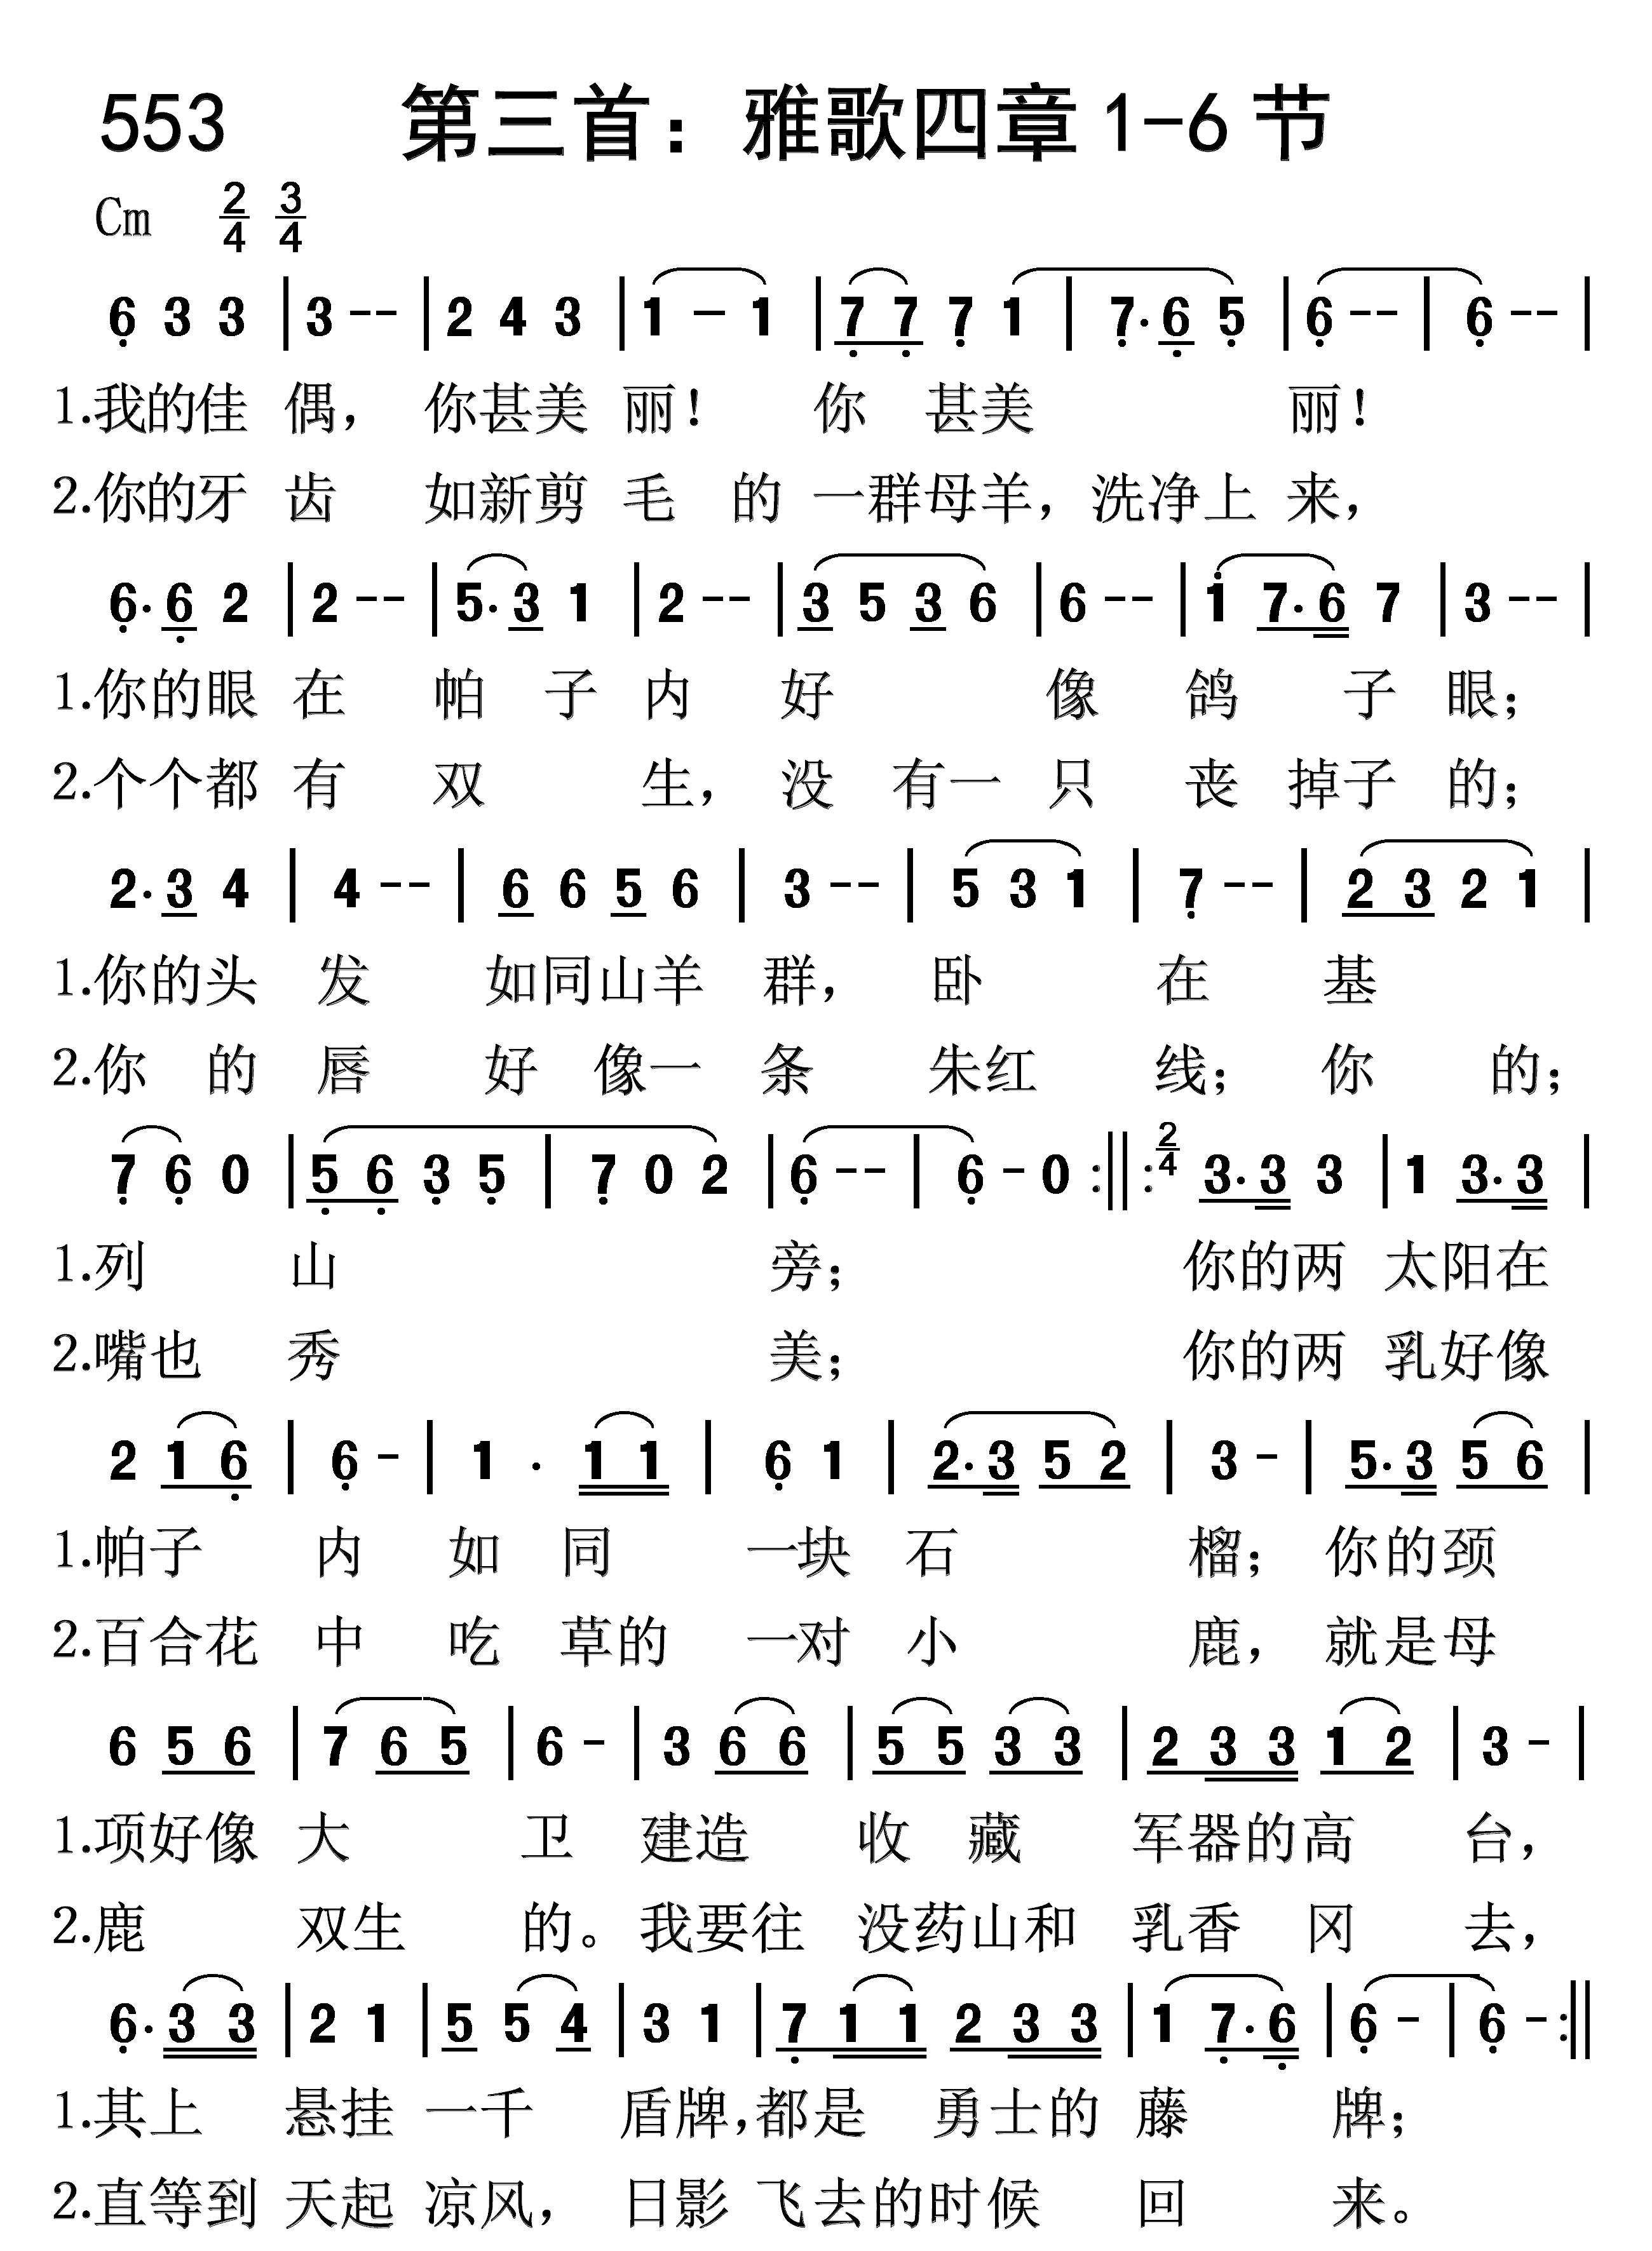 553 第三首：雅歌四章1-6节
Cm 2/4 3/4
6 3 3 | 3 -- | 2 4 3 | 1 - 1 | 7 7 7 1 | 7· 6 5 | 6 -- | 6 -- |
1.我的佳 偶， 你甚美 丽！ 你 甚美 丽！
2.你的牙 齿 如新剪 毛 的 一群母羊，洗净上 来，
6· 6 2 | 2 -- | 5· 3 1 | 2 -- | 3 5 3 6 | 6 -- | 1 7· 6 7 | 3 -- |
1.你的眼 在 帕 子 内 好 像 鸽 子 眼；
2.个个都 有 双 生， 没 有一 只 丧 掉子 的；
2· 3 4 | 4 -- | 6 6 5 6 | 3 -- | 5 3 1 | 7 -- | 2 3 2 1 |
1.你的头 发 如同山羊 群， 卧 在 基
2.你 的 唇 好 像一 条 朱红 线； 你 的；
7 6 0 | 5 6 3 5 | 7 0 2 | 6 -- | 6 - 0 :||: 2/4 3· 3 3 | 1 3· 3 |
1.列 山 旁； 你的两 太阳在
2.嘴也 秀 美； 你的两 乳好像
2 1 6 | 6 - | 1 · 1 1 | 6 1 | 2· 3 5 2 | 3 - | 5· 3 5 6 |
1.帕子 内 如 同 一块 石 榴； 你的颈
2.百合花 中 吃 草的 一对 小 鹿， 就是母
6 5 6 | 7 6 5 | 6 - | 3 6 6 | 5 5 3 3 | 2 3 3 1 2 | 3 - |
1.项好像 大 卫 建造 收 藏 军器的高 台，
2.鹿 双生 的。我要往 没药山和 乳香 冈 去，
6· 3 3 | 2 1 | 5 5 4 | 3 1 | 7 1 1 2 3 3 | 1 7· 6 | 6 - | 6 - :||
1.其上 悬挂 一千 盾牌，都是 勇士的 藤 牌；
2.直等到 天起 凉风， 日影 飞去的时候 回 来。